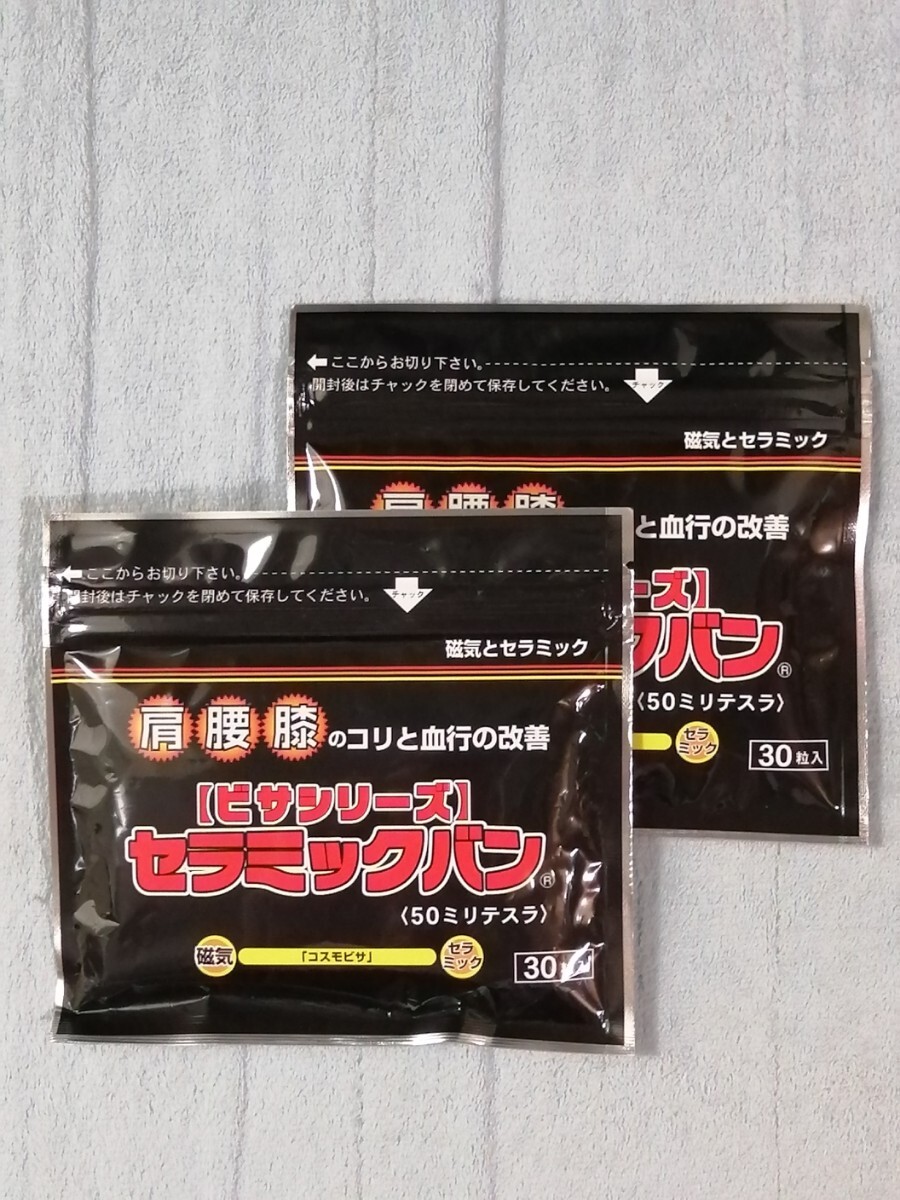 ここからお切り下さい。
開封後はチャックを閉めて保存してください。
チャック
磁気とセラミック
肩 腰 膝
と血行の改善
ーズ】
クバン®
〈50ミリテスラ〉
セラ
ミック
30粒入
ここからお切り下さい。
封後はチャックを閉めて保存してください。
チャック
磁気とセラミック
肩 腰 膝のコリと血行の改善
【ビサシリーズ】
セラミックバン®
〈50ミリテスラ〉
磁気
「コスモビサ」
セラ
ミック
30粒入